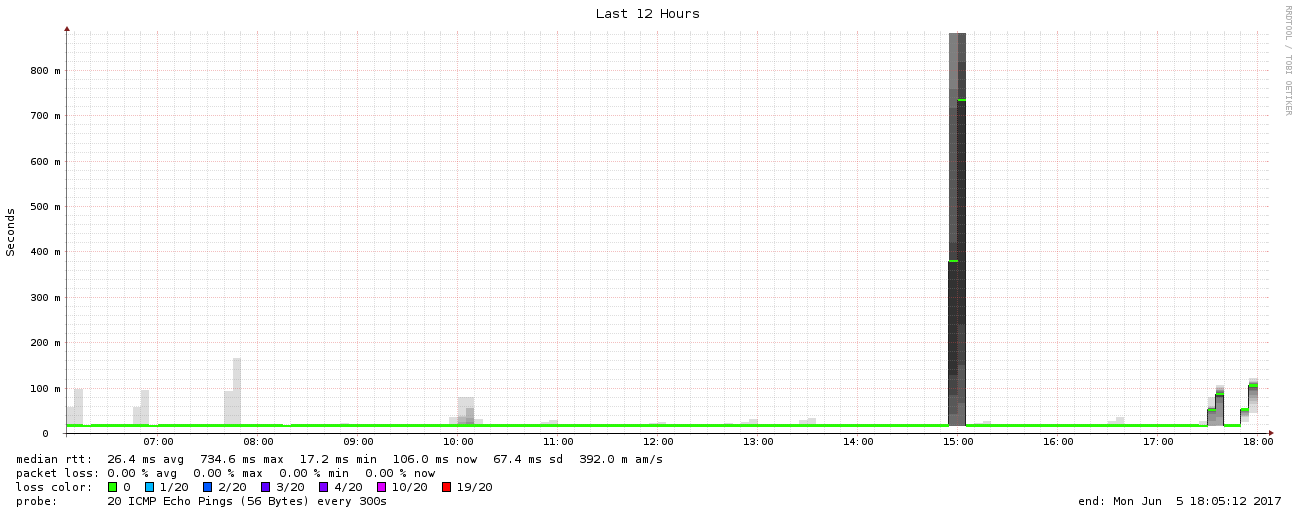 Last 12 Hours
RRDTOOL / TOBI OETIKER
Seconds
800 m
700 m
600 m
500 m
400 m
300 m
200 m
100 m
0
07:00 08:00 09:00 10:00 11:00 12:00 13:00 14:00 15:00 16:00 17:00 18:00
median rtt: 26.4 ms avg 734.6 ms max 17.2 ms min 106.0 ms now 67.4 ms sd 392.0 m am/s
packet loss: 0.00 % avg 0.00 % max 0.00 % min 0.00 % now
loss color: 0 1/20 2/20 3/20 4/20 10/20 19/20
probe: 20 ICMP Echo Pings (56 Bytes) every 300s end: Mon Jun 5 18:05:12 2017